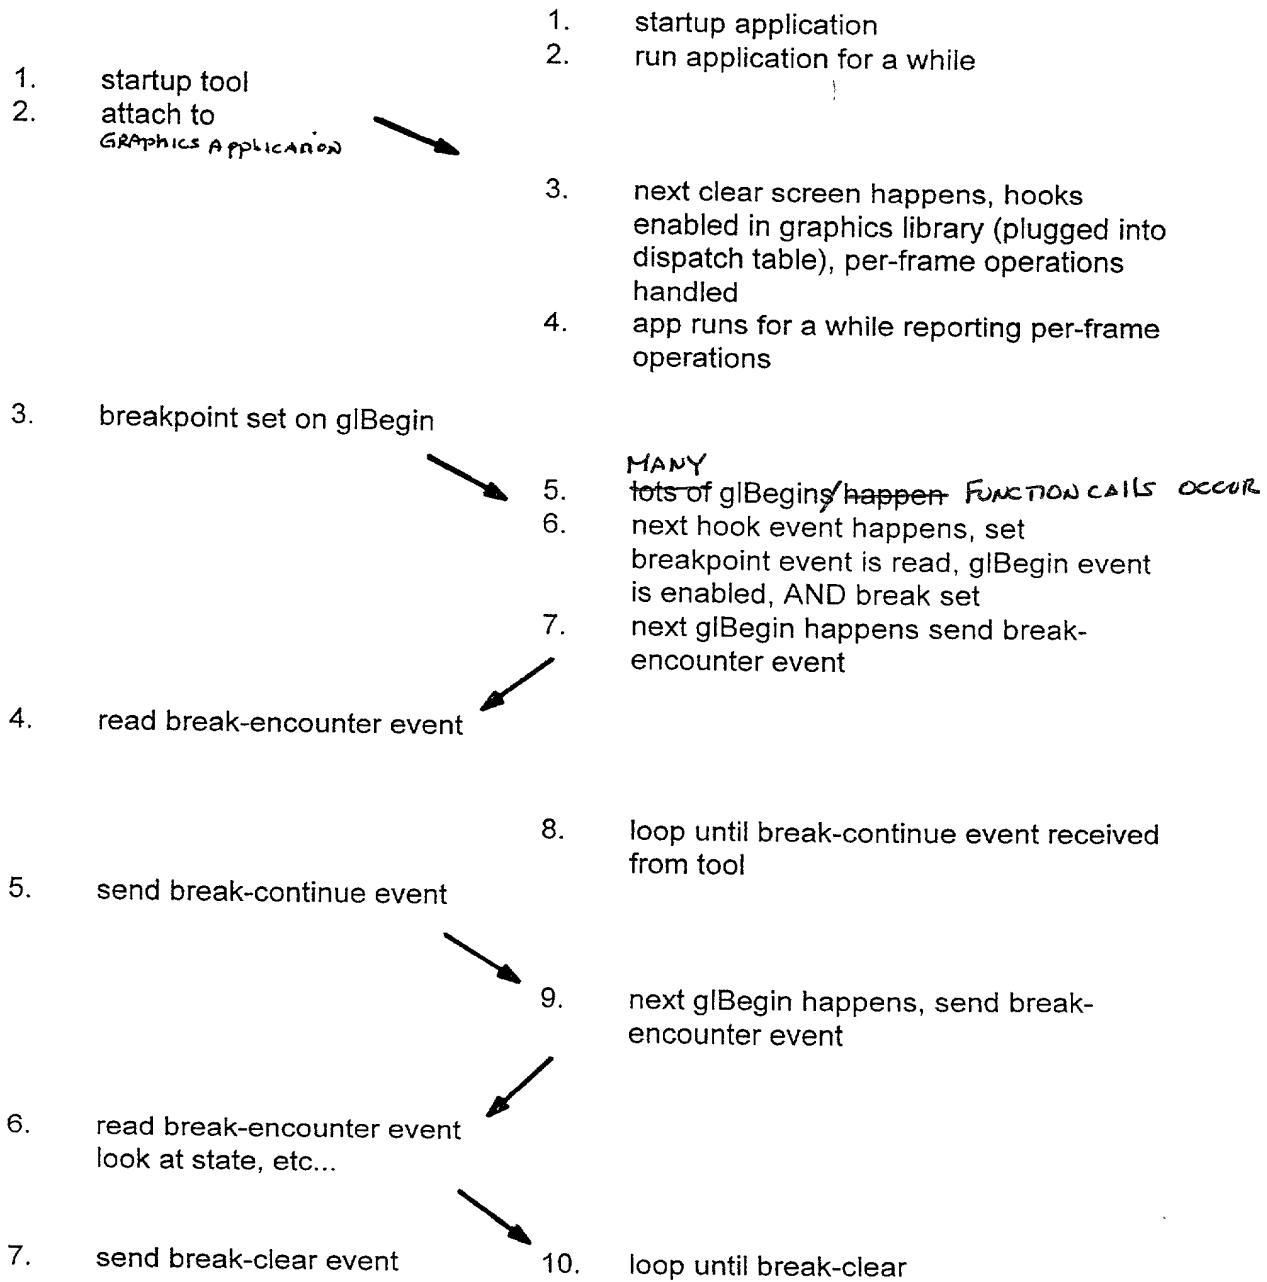 1. startup application
2. run application for a while
1. startup tool
2. attach to
GRAPHICS APPLICATION
3. next clear screen happens, hooks
enabled in graphics library (plugged into
dispatch table), per-frame operations
handled
4. app runs for a while reporting per-frame
operations
3. breakpoint set on glBegin
MANY
5. lots of glBegins/happen FUNCTION CALLS OCCUR
6. next hook event happens, set
breakpoint event is read, glBegin event
is enabled, AND break set
7. next glBegin happens send break-
encounter event
4. read break-encounter event
8. loop until break-continue event received
from tool
5. send break-continue event
9. next glBegin happens, send break-
encounter event
6. read break-encounter event
look at state, etc...
7. send break-clear event
10. loop until break-clear